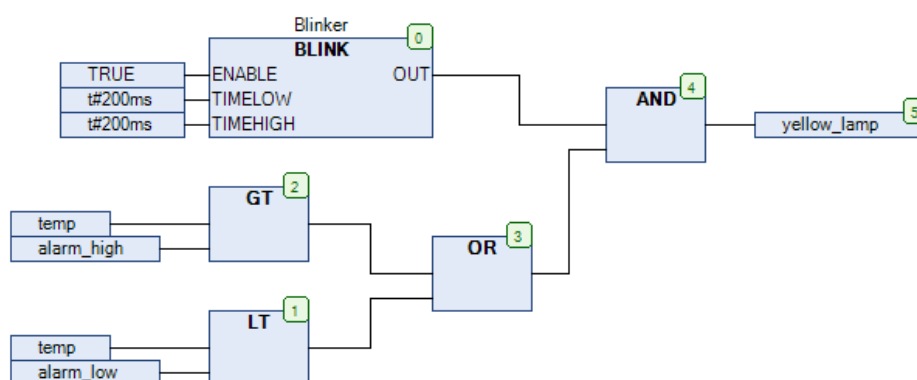 Blinker
0
BLINK
TRUE ENABLE OUT
t#200ms TIMELOW
t#200ms TIMEHIGH
4
AND
5
yellow_lamp
2
GT
temp
alarm_high
3
OR
1
LT
temp
alarm_low